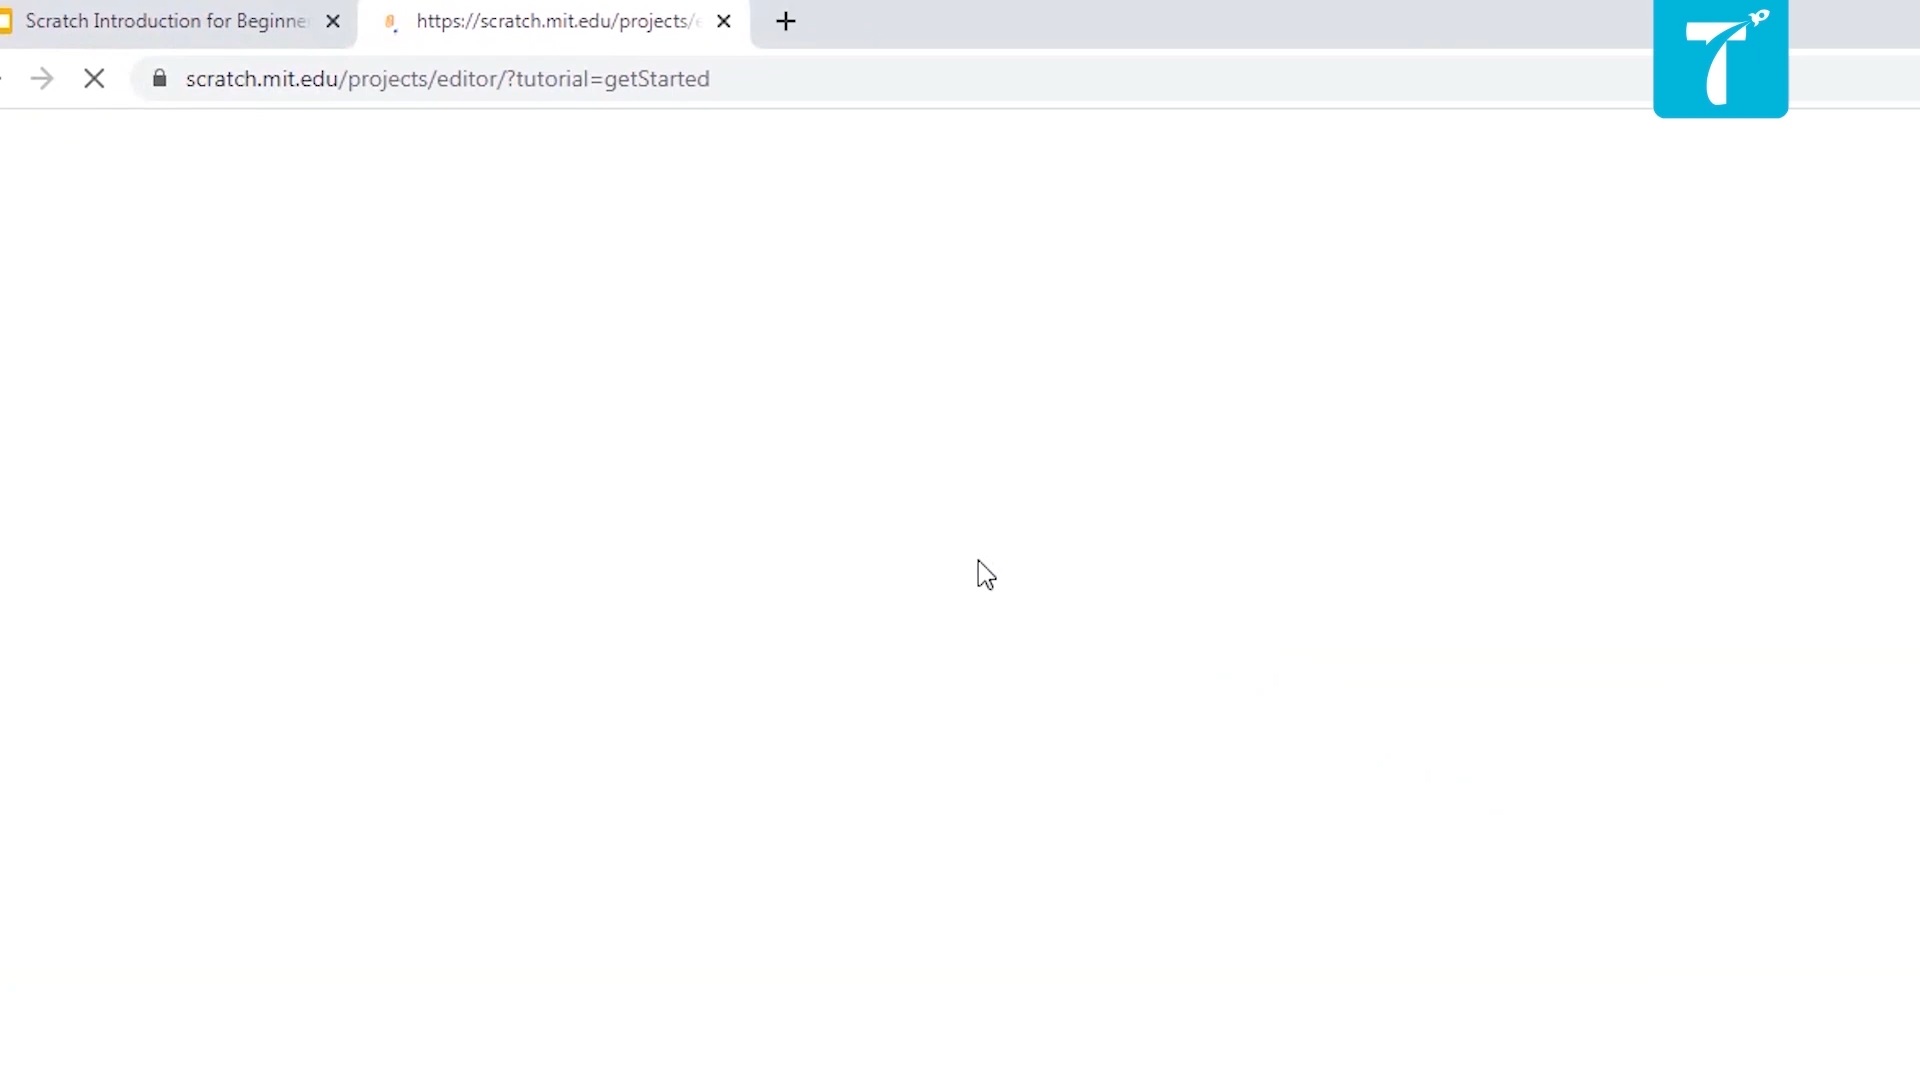 Scratch Introduction for Beginne
https://scratch.mit.edu/projects/
scratch.mit.edu/projects/editor/?tutorial=getStarted
T